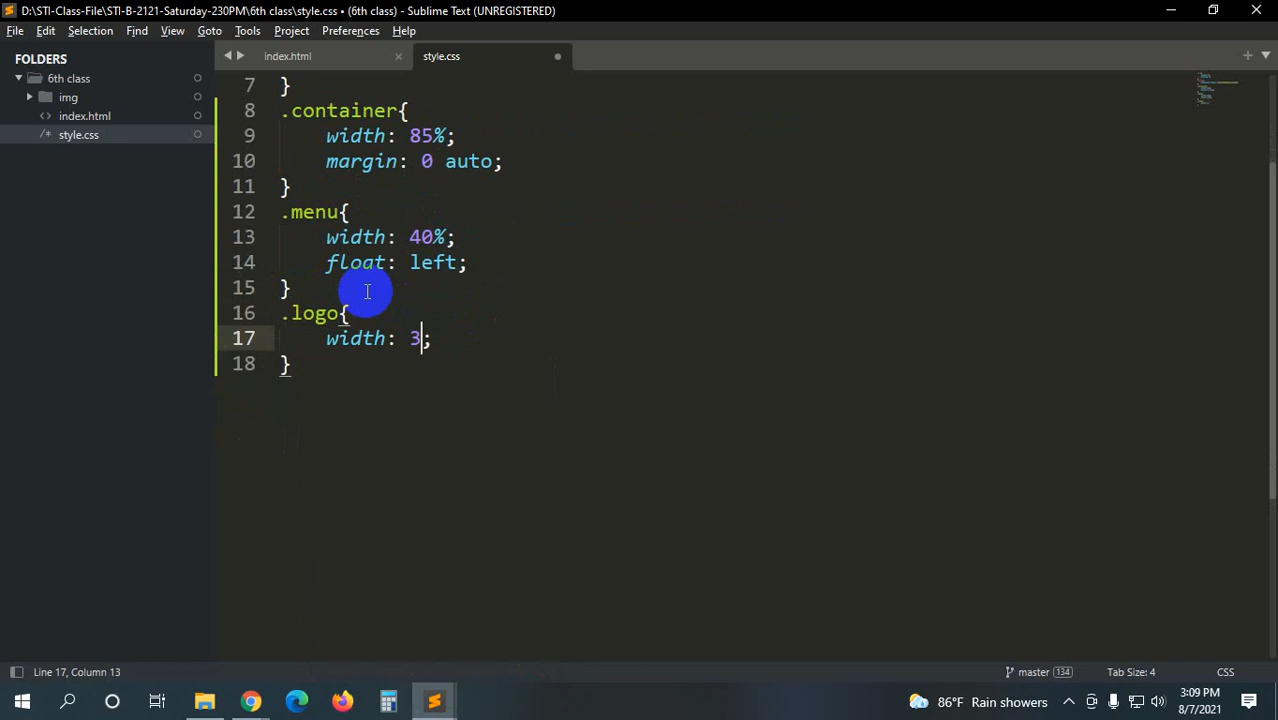 D:\STI-Class-File\STI-B-2121-Saturday-230PM\6th class\style.css • (6th class) - Sublime Text (UNREGISTERED)
File Edit Selection Find View Goto Tools Project Preferences Help
FOLDERS
6th class
img
index.html
style.css
index.html
style.css
7 }
8 .container{
9 width: 85%;
10 margin: 0 auto;
11 }
12 .menu{
13 width: 40%;
14 float: left;
15 }
16 .logo{
17 width: 3;
18 }
Line 17, Column 13
master 134
Tab Size: 4
CSS
86°F Rain showers
3:09 PM
8/7/2021